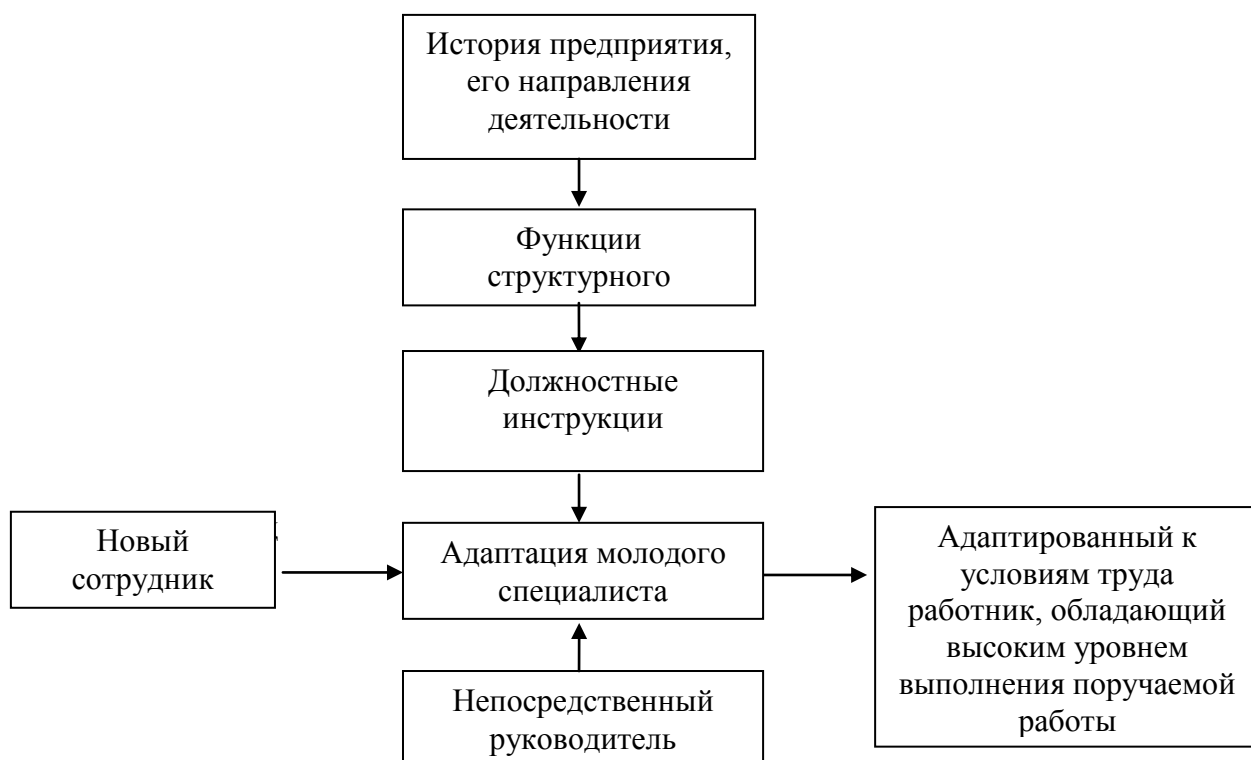 История предприятия,
его направления
деятельности
Функции
структурного
Должностные
инструкции
Новый
сотрудник
Адаптация молодого
специалиста
Адаптированный к
условиям труда
работник, обладающий
высоким уровнем
выполнения поручаемой
работы
Непосредственный
руководитель